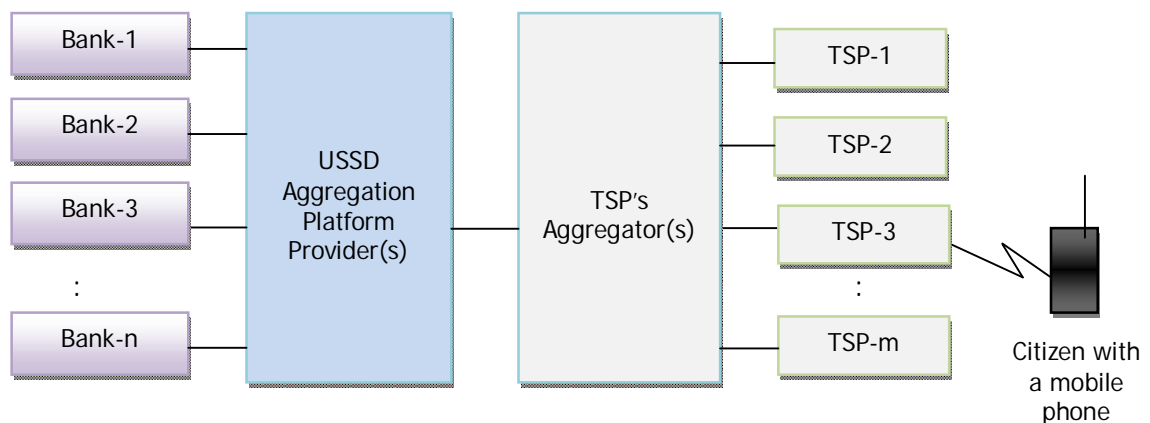 Bank-1
Bank-2
Bank-3
:
Bank-n
USSD
Aggregation
Platform
Provider(s)
TSP's
Aggregator(s)
TSP-1
TSP-2
TSP-3
:
TSP-m
Citizen with
a mobile
phone